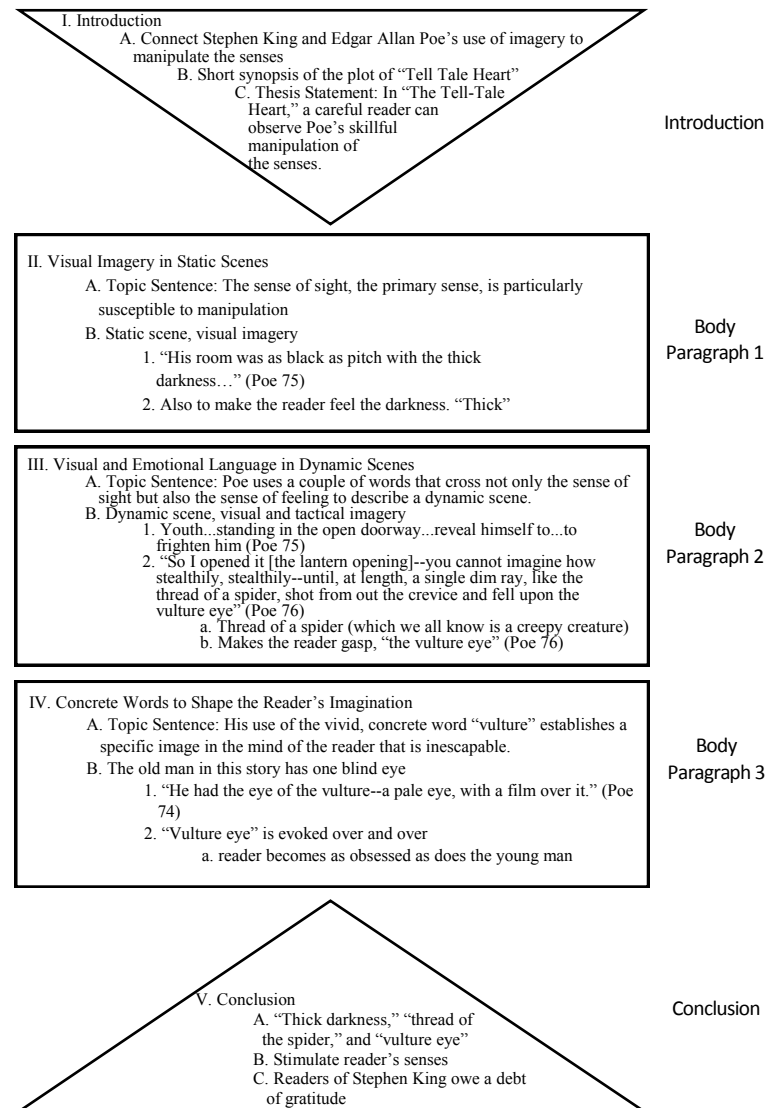 I. Introduction
A. Connect Stephen King and Edgar Allan Poe’s use of imagery to
manipulate the senses
B. Short synopsis of the plot of “Tell Tale Heart”
C. Thesis Statement: In “The Tell-Tale
Heart,” a careful reader can
observe Poe’s skillful
manipulation of
the senses.
Introduction
II. Visual Imagery in Static Scenes
A. Topic Sentence: The sense of sight, the primary sense, is particularly
susceptible to manipulation
B. Static scene, visual imagery
1. “His room was as black as pitch with the thick
darkness…” (Poe 75)
2. Also to make the reader feel the darkness. “Thick”
Body
Paragraph 1
III. Visual and Emotional Language in Dynamic Scenes
A. Topic Sentence: Poe uses a couple of words that cross not only the sense of
sight but also the sense of feeling to describe a dynamic scene.
B. Dynamic scene, visual and tactical imagery
1. Youth...standing in the open doorway...reveal himself to...to
frighten him (Poe 75)
2. “So I opened it [the lantern opening]--you cannot imagine how
stealthily, stealthily--until, at length, a single dim ray, like the
thread of a spider, shot from out the crevice and fell upon the
vulture eye” (Poe 76)
a. Thread of a spider (which we all know is a creepy creature)
b. Makes the reader gasp, “the vulture eye” (Poe 76)
Body
Paragraph 2
IV. Concrete Words to Shape the Reader’s Imagination
A. Topic Sentence: His use of the vivid, concrete word “vulture” establishes a
specific image in the mind of the reader that is inescapable.
B. The old man in this story has one blind eye
1. “He had the eye of the vulture--a pale eye, with a film over it.” (Poe
74)
2. “Vulture eye” is evoked over and over
a. reader becomes as obsessed as does the young man
Body
Paragraph 3
V. Conclusion
A. “Thick darkness,” “thread of
the spider,” and “vulture eye”
B. Stimulate reader’s senses
C. Readers of Stephen King owe a debt
of gratitude
Conclusion